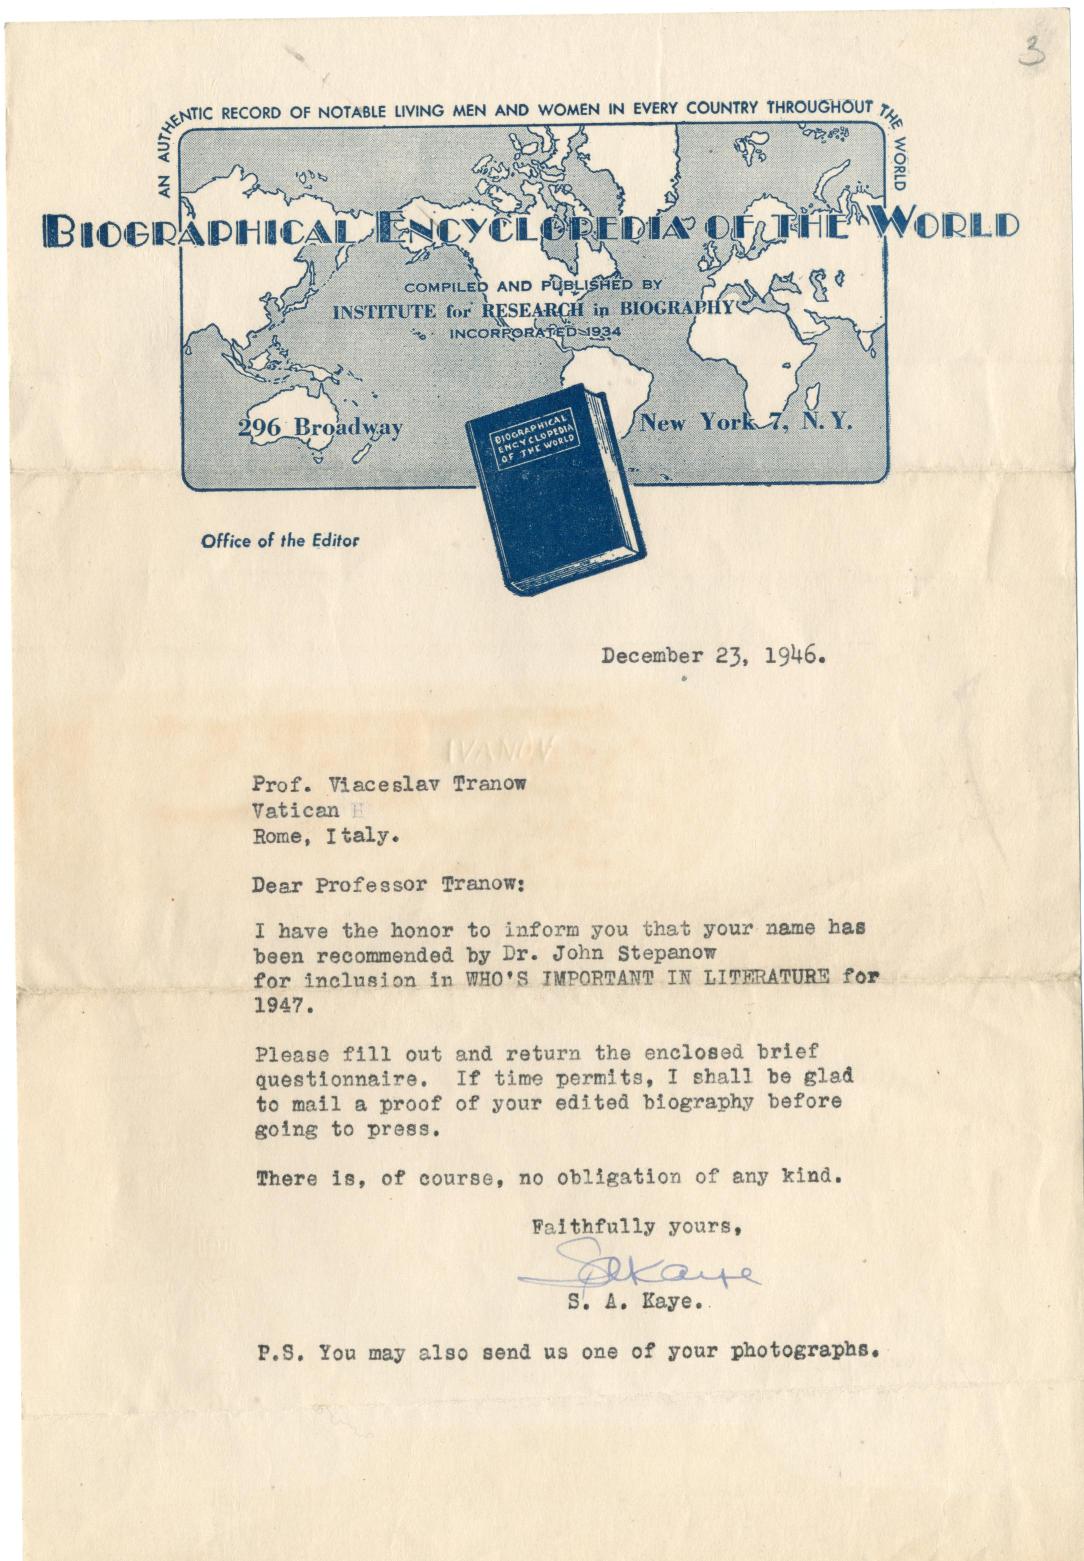 3
AN AUTHENTIC RECORD OF NOTABLE LIVING MEN AND WOMEN IN EVERY COUNTRY THROUGHOUT THE WORLD
BIOGRAPHICAL ENCYCLOPEDIA OF THE WORLD
COMPILED AND PUBLISHED BY
INSTITUTE for RESEARCH in BIOGRAPHY
INCORPORATED 1934
296 Broadway
New York 7, N. Y.
BIOGRAPHICAL
ENCYCLOPEDIA
OF THE WORLD
Office of the Editor
December 23, 1946.
IVANOV
Prof. Viaceslav Tranow
Vatican H
Rome, Italy.
Dear Professor Tranow:
I have the honor to inform you that your name has
been recommended by Dr. John Stepanow
for inclusion in WHO'S IMPORTANT IN LITERATURE for
1947.
Please fill out and return the enclosed brief
questionnaire. If time permits, I shall be glad
to mail a proof of your edited biography before
going to press.
There is, of course, no obligation of any kind.
Faithfully yours,
SAKaye
S. A. Kaye.
P.S. You may also send us one of your photographs.